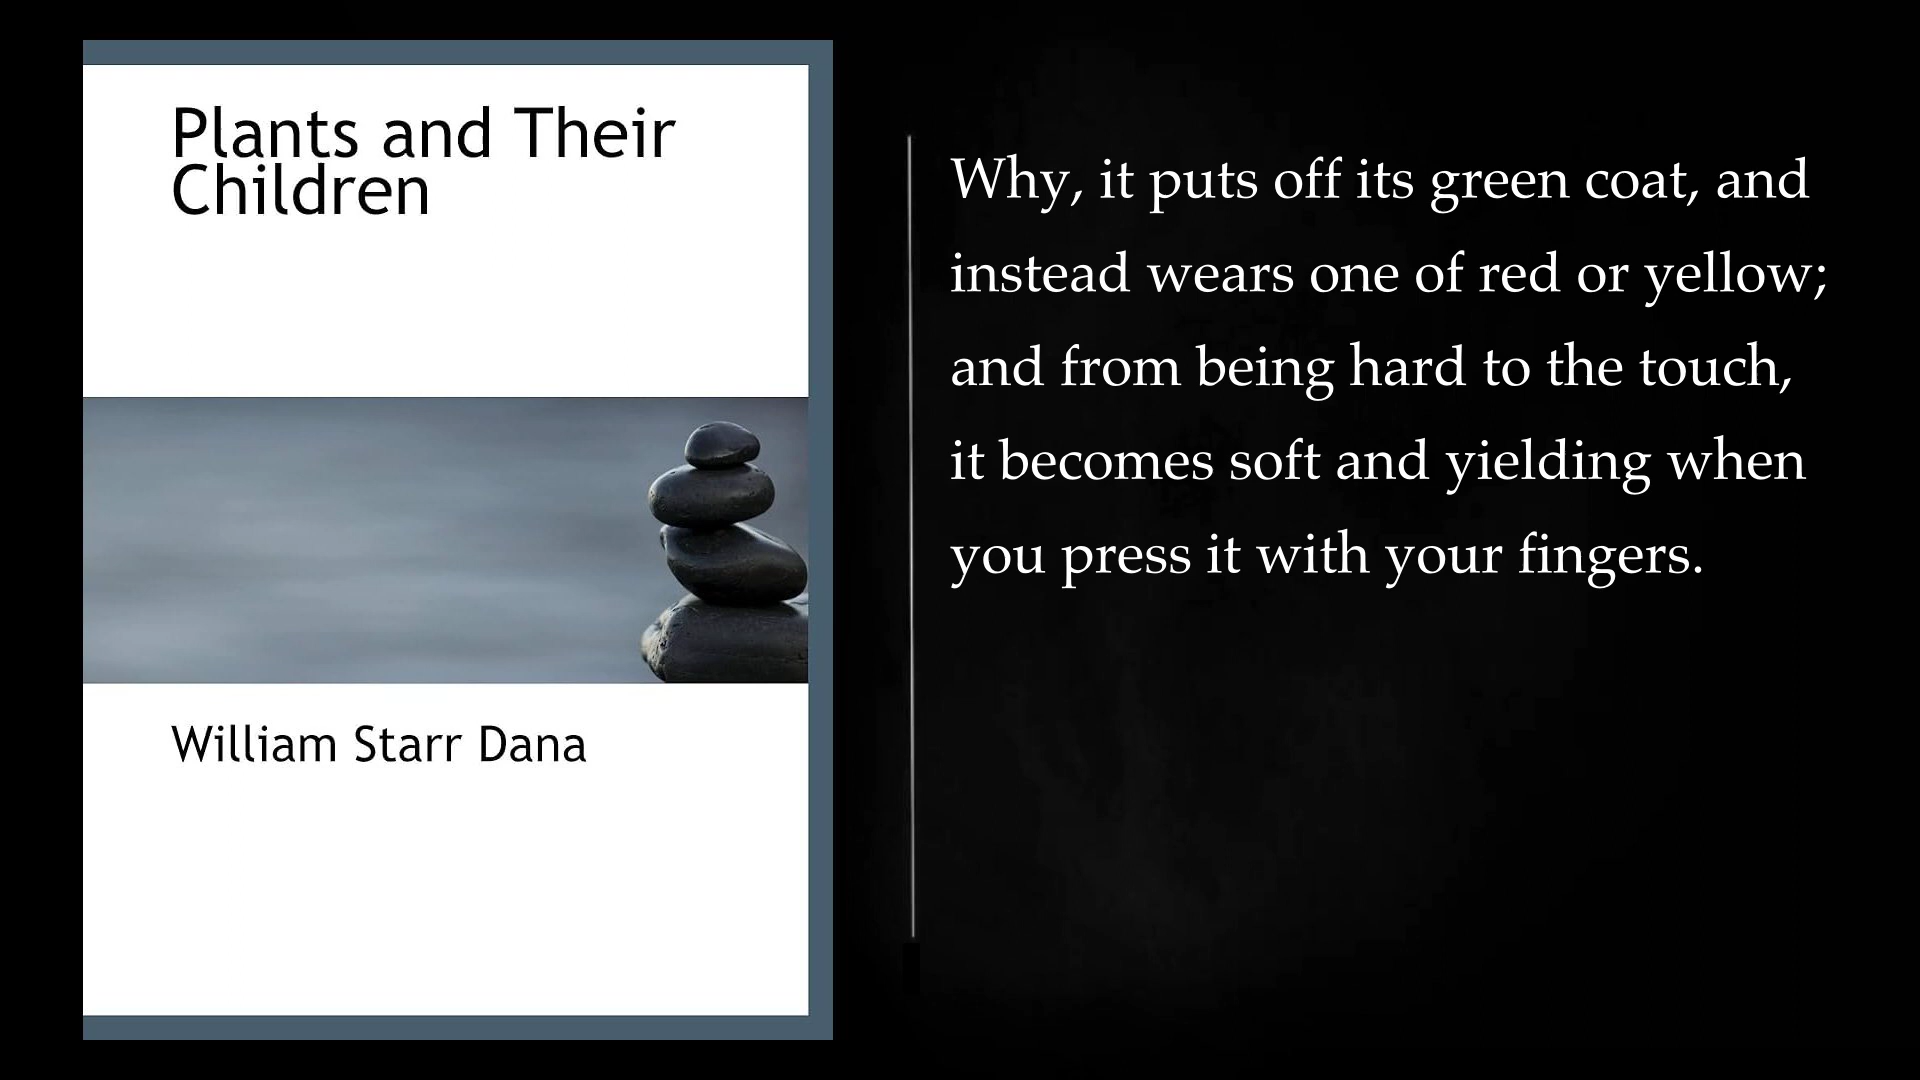 Plants and Their
Children
William Starr Dana
Why, it puts off its green coat, and
instead wears one of red or yellow;
and from being hard to the touch,
it becomes soft and yielding when
you press it with your fingers.